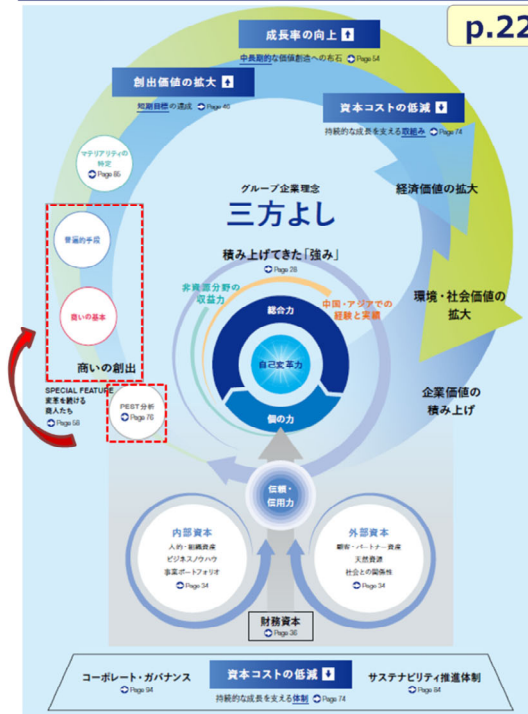 p.22
成長率の向上
中長期的な価値創造への布石 Page 54
創出価値の拡大
短期目標の達成 Page 46
資本コストの低減
持続的な成長を支える取組み Page 74
マテリアリティの
特定
Page 65
経済価値の拡大
グループ企業理念
三方よし
普遍的手段
積み上げてきた「強み」
Page 28
非資源分野の
収益力
中国・アジアでの
経験と実績
総合力
環境・社会価値の
拡大
商いの基本
自己変革力
商いの創出
SPECIAL FEATURE
変革を続ける
商人たち
Page 58
PEST分析
Page 76
個の力
企業価値の
積み上げ
信頼・
信用力
内部資本
人的・組織資産
ビジネスノウハウ
事業ポートフォリオ
Page 34
外部資本
顧客・パートナー資産
天然資源
社会との関係性
Page 34
財務資本
Page 36
コーポレート・ガバナンス
Page 94
資本コストの低減
持続的な成長を支える体制 Page 74
サステナビリティ推進体制
Page 64